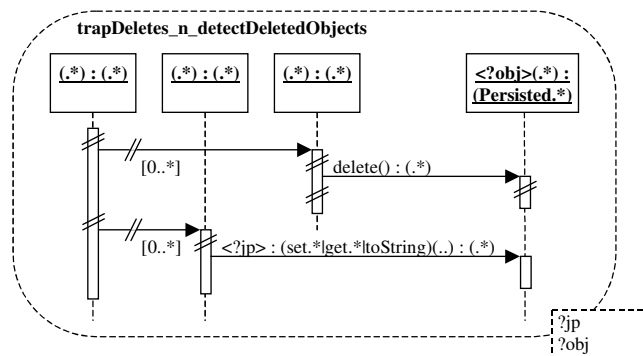 trapDeletes_n_detectDeletedObjects
(.*) : (.*)
(.*) : (.*)
(.*) : (.*)
<?obj>(.*) :
(Persisted.*)
[0..*]
delete() : (.*)
[0..*]
<?jp> : (set.*|get.*|toString)(..) : (.*)
?jp
?obj